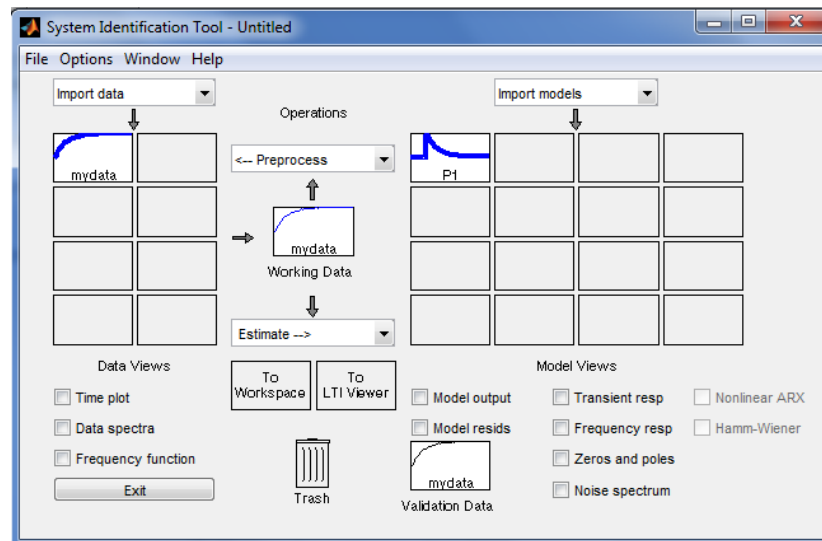 System Identification Tool - Untitled
File Options Window Help
Import data
Import models
Operations
mydata
<-- Preprocess
P1
mydata
Working Data
Estimate -->
Data Views
Model Views
To Workspace
To LTI Viewer
Time plot
Model output
Transient resp
Nonlinear ARX
Data spectra
Model resids
Frequency resp
Hamm-Wiener
Frequency function
Zeros and poles
Exit
Trash
mydata
Noise spectrum
Validation Data